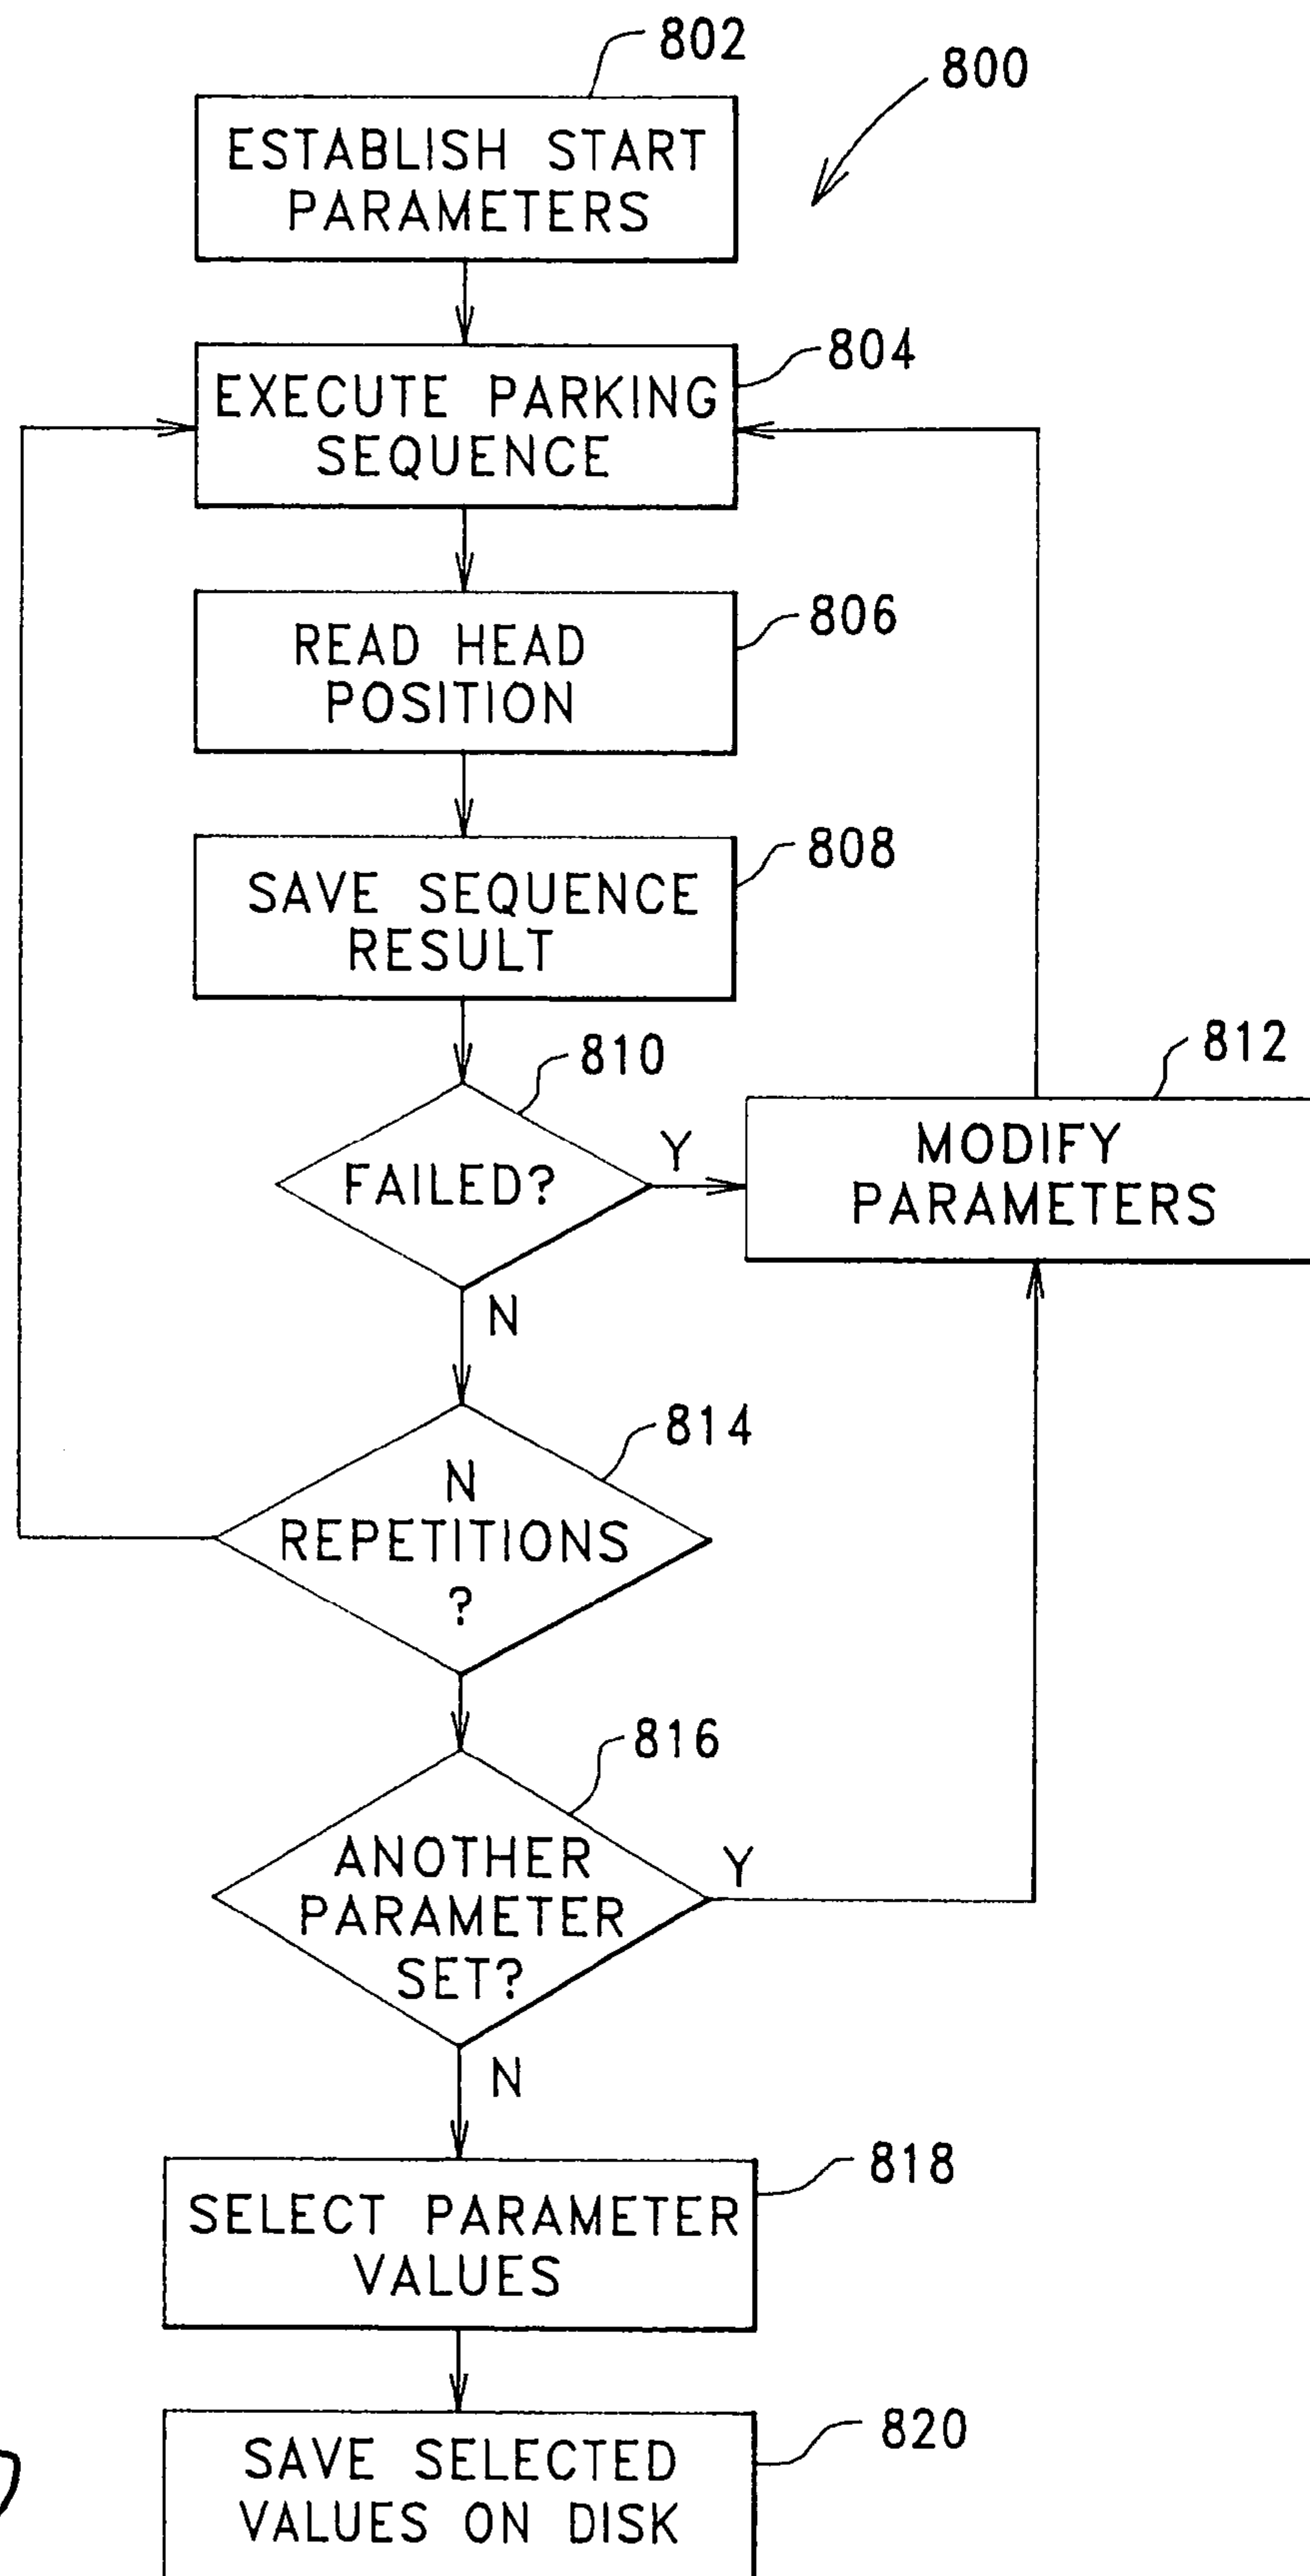 802
800
ESTABLISH START
PARAMETERS
804
EXECUTE PARKING
SEQUENCE
806
READ HEAD
POSITION
808
SAVE SEQUENCE
RESULT
810
FAILED?
Y
N
812
MODIFY
PARAMETERS
814
N
REPETITIONS
?
816
ANOTHER
PARAMETER
SET?
Y
N
818
SELECT PARAMETER
VALUES
820
SAVE SELECTED
VALUES ON DISK